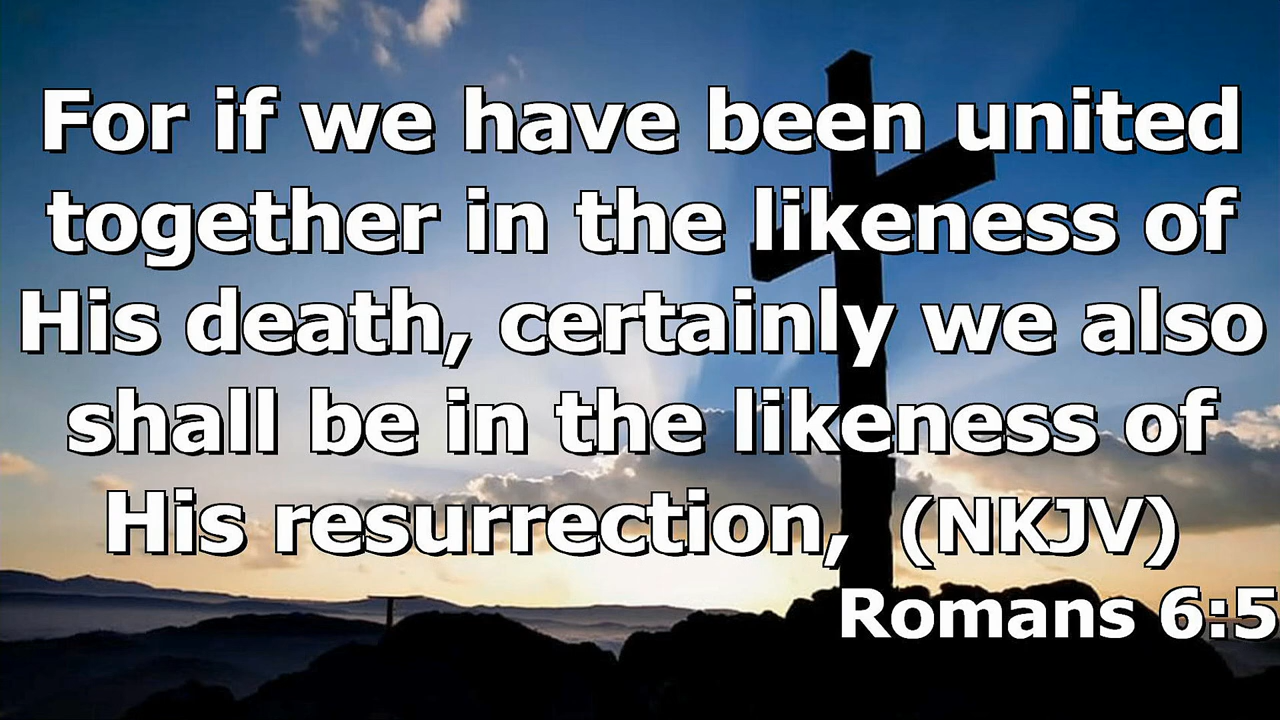 For if we have been united
together in the likeness of
His death, certainly we also
shall be in the likeness of
His resurrection, (NKJV)
Romans 6:5